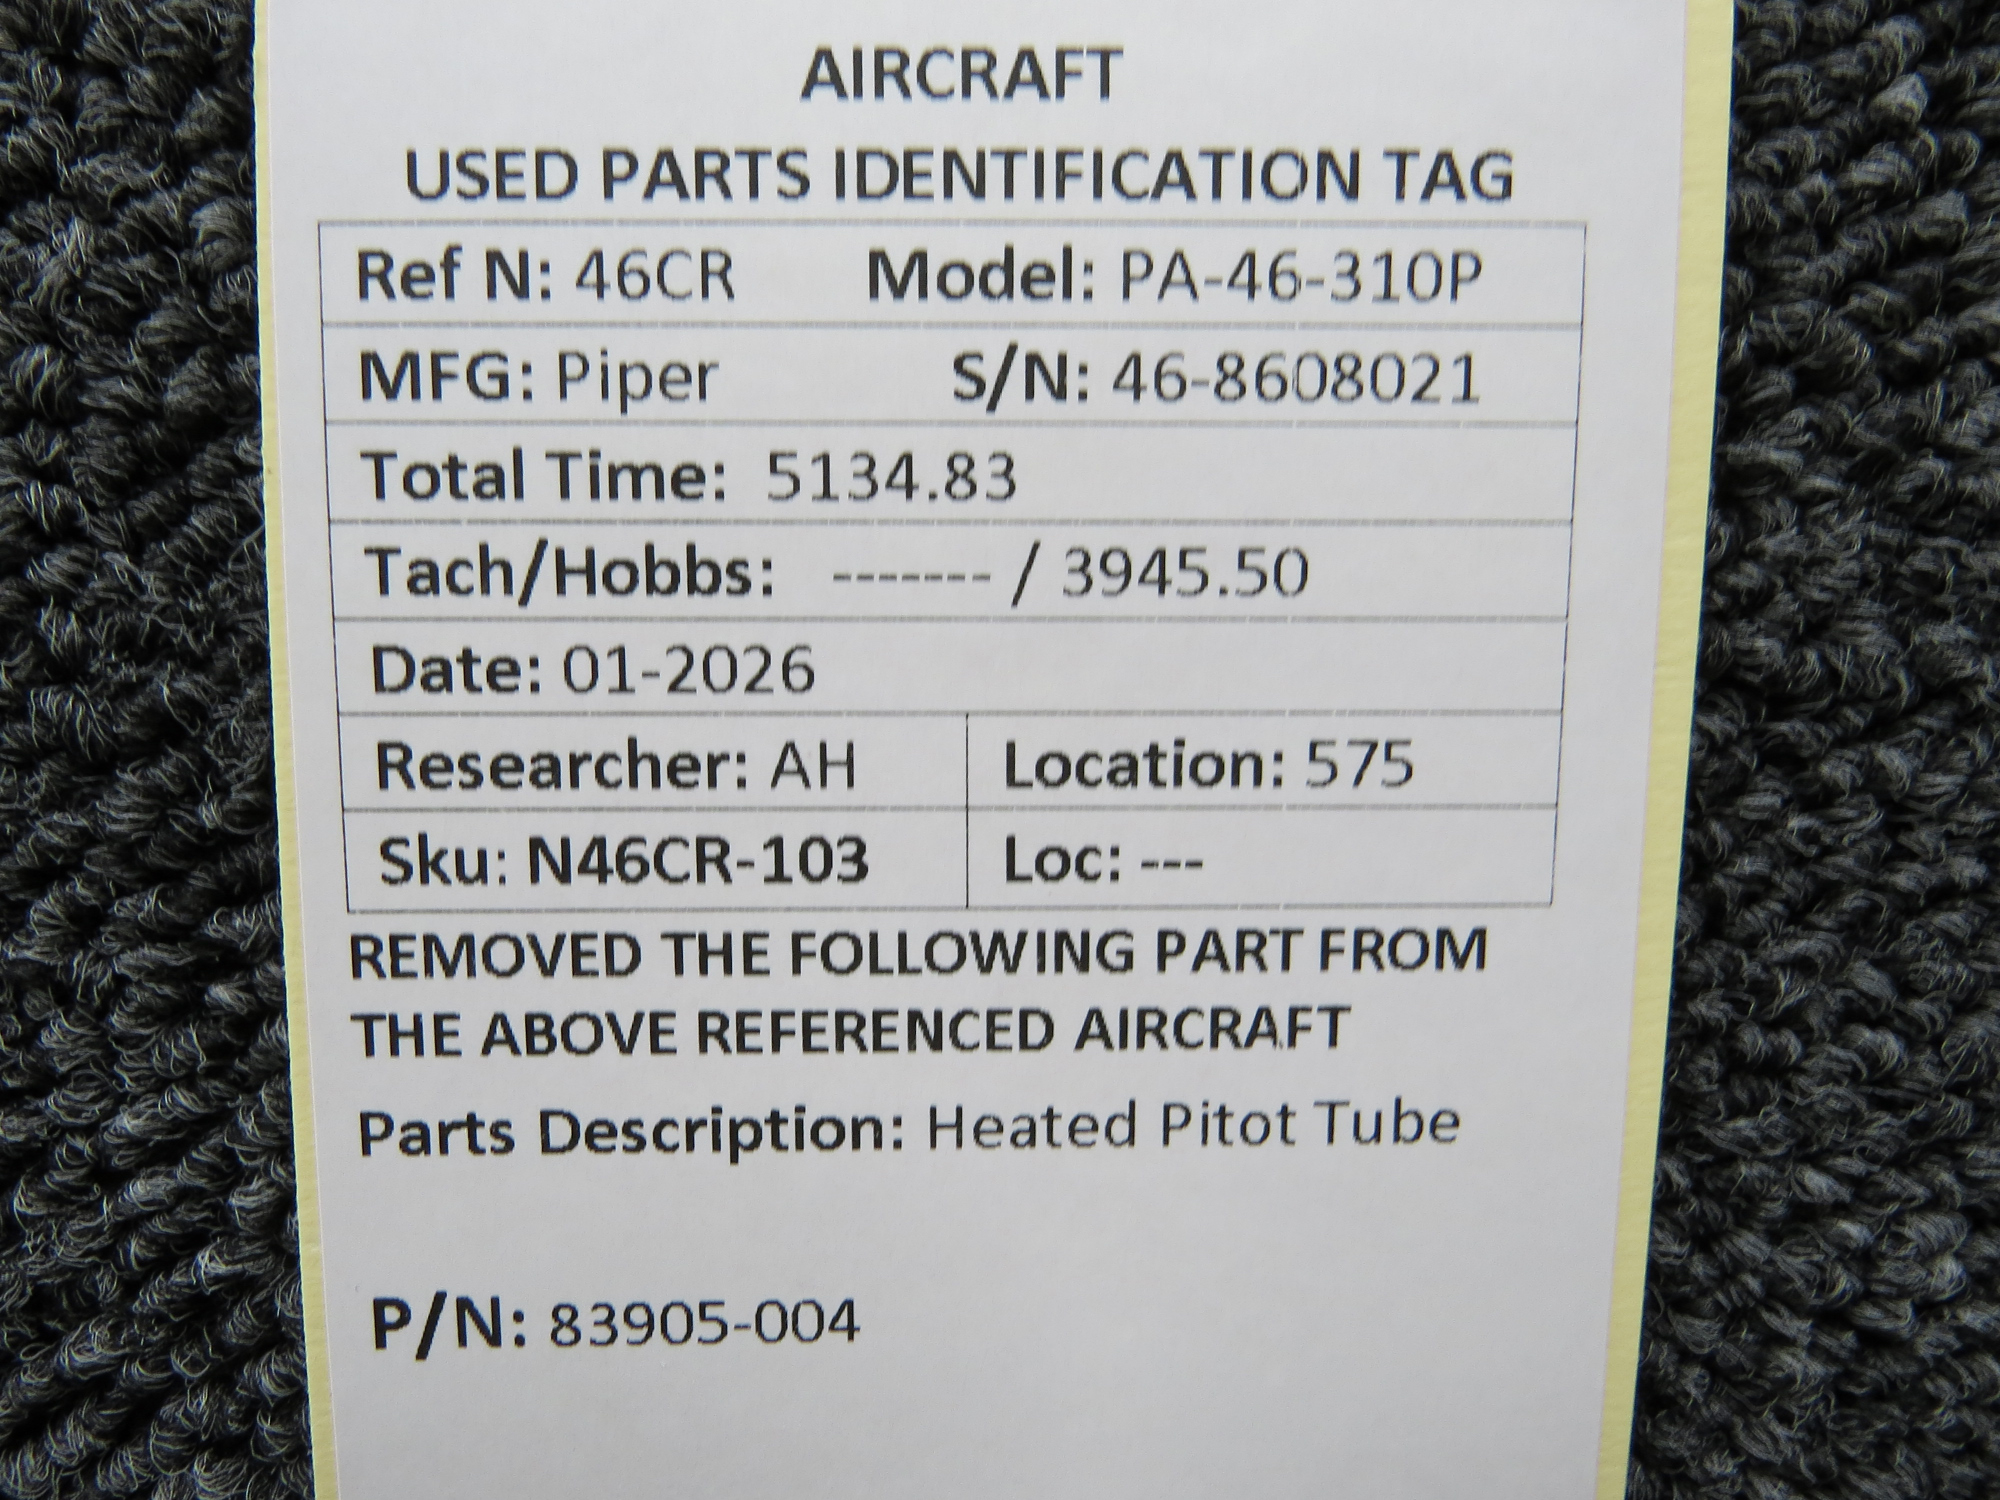 AIRCRAFT
USED PARTS IDENTIFICATION TAG
Ref N: 46CR Model: PA-46-310P
MFG: Piper S/N: 46-8608021
Total Time: 5134.83
Tach/Hobbs: ------- / 3945.50
Date: 01-2026
Researcher: AH Location: 575
Sku: N46CR-103 Loc: ---
REMOVED THE FOLLOWING PART FROM
THE ABOVE REFERENCED AIRCRAFT
Parts Description: Heated Pitot Tube
P/N: 83905-004